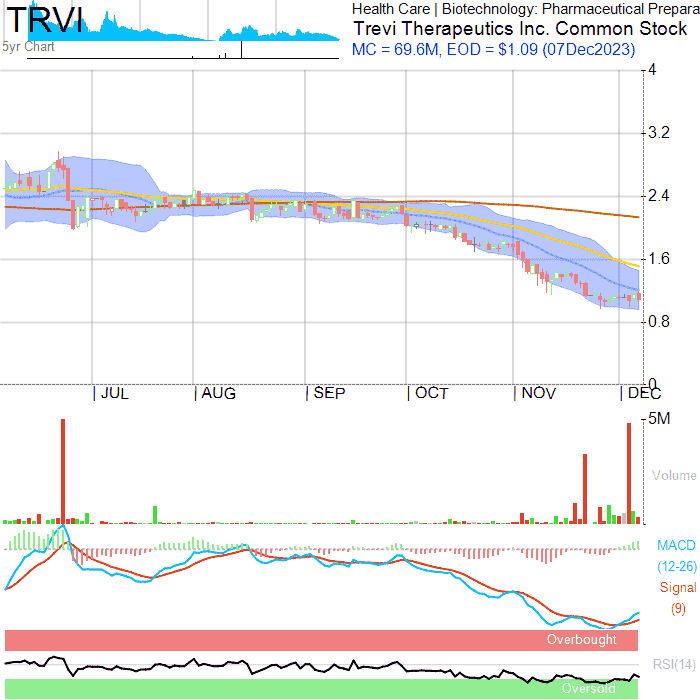 TRVI
5yr Chart
Health Care | Biotechnology: Pharmaceutical Prepara
Trevi Therapeutics Inc. Common Stock
MC = 69.6M, EOD = $1.09 (07Dec2023)
4
3.2
2.4
1.6
0.8
0
| JUL | AUG | SEP | OCT | NOV | DEC
5M
Volume
MACD
(12-26)
Signal
(9)
Overbought
RSI(14)
Oversold